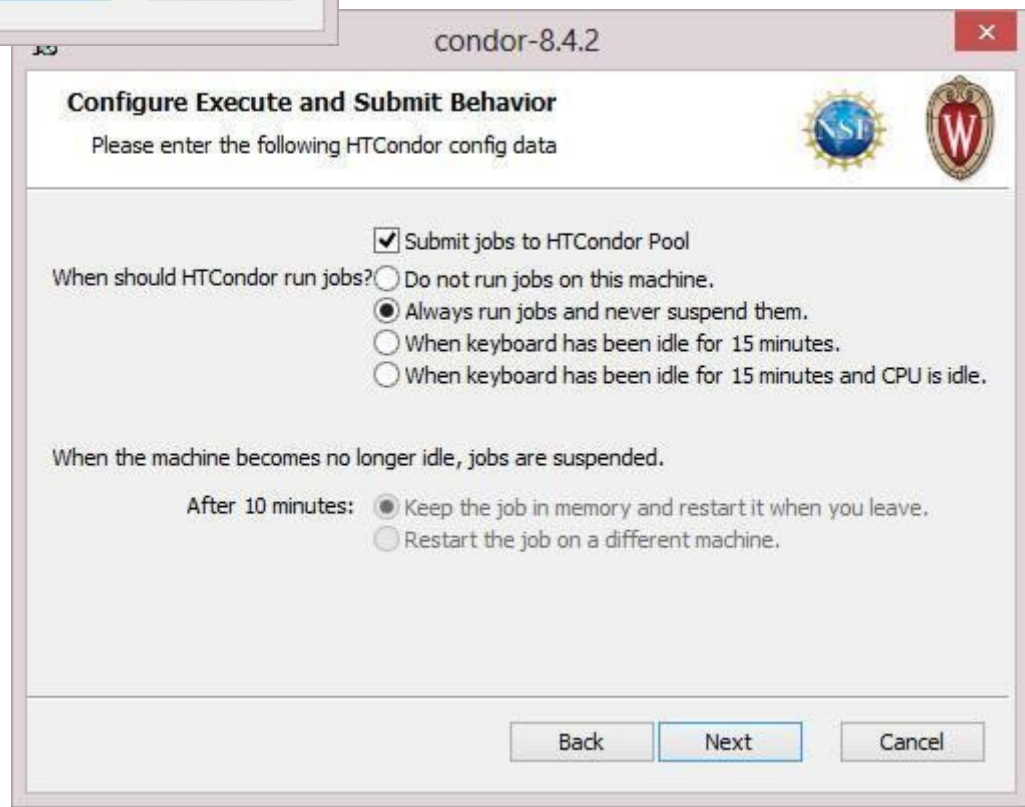 condor-8.4.2
Configure Execute and Submit Behavior
Please enter the following HTCondor config data
NSF
W
Submit jobs to HTCondor Pool
When should HTCondor run jobs? Do not run jobs on this machine.
Always run jobs and never suspend them.
When keyboard has been idle for 15 minutes.
When keyboard has been idle for 15 minutes and CPU is idle.
When the machine becomes no longer idle, jobs are suspended.
After 10 minutes: Keep the job in memory and restart it when you leave.
Restart the job on a different machine.
Back Next Cancel